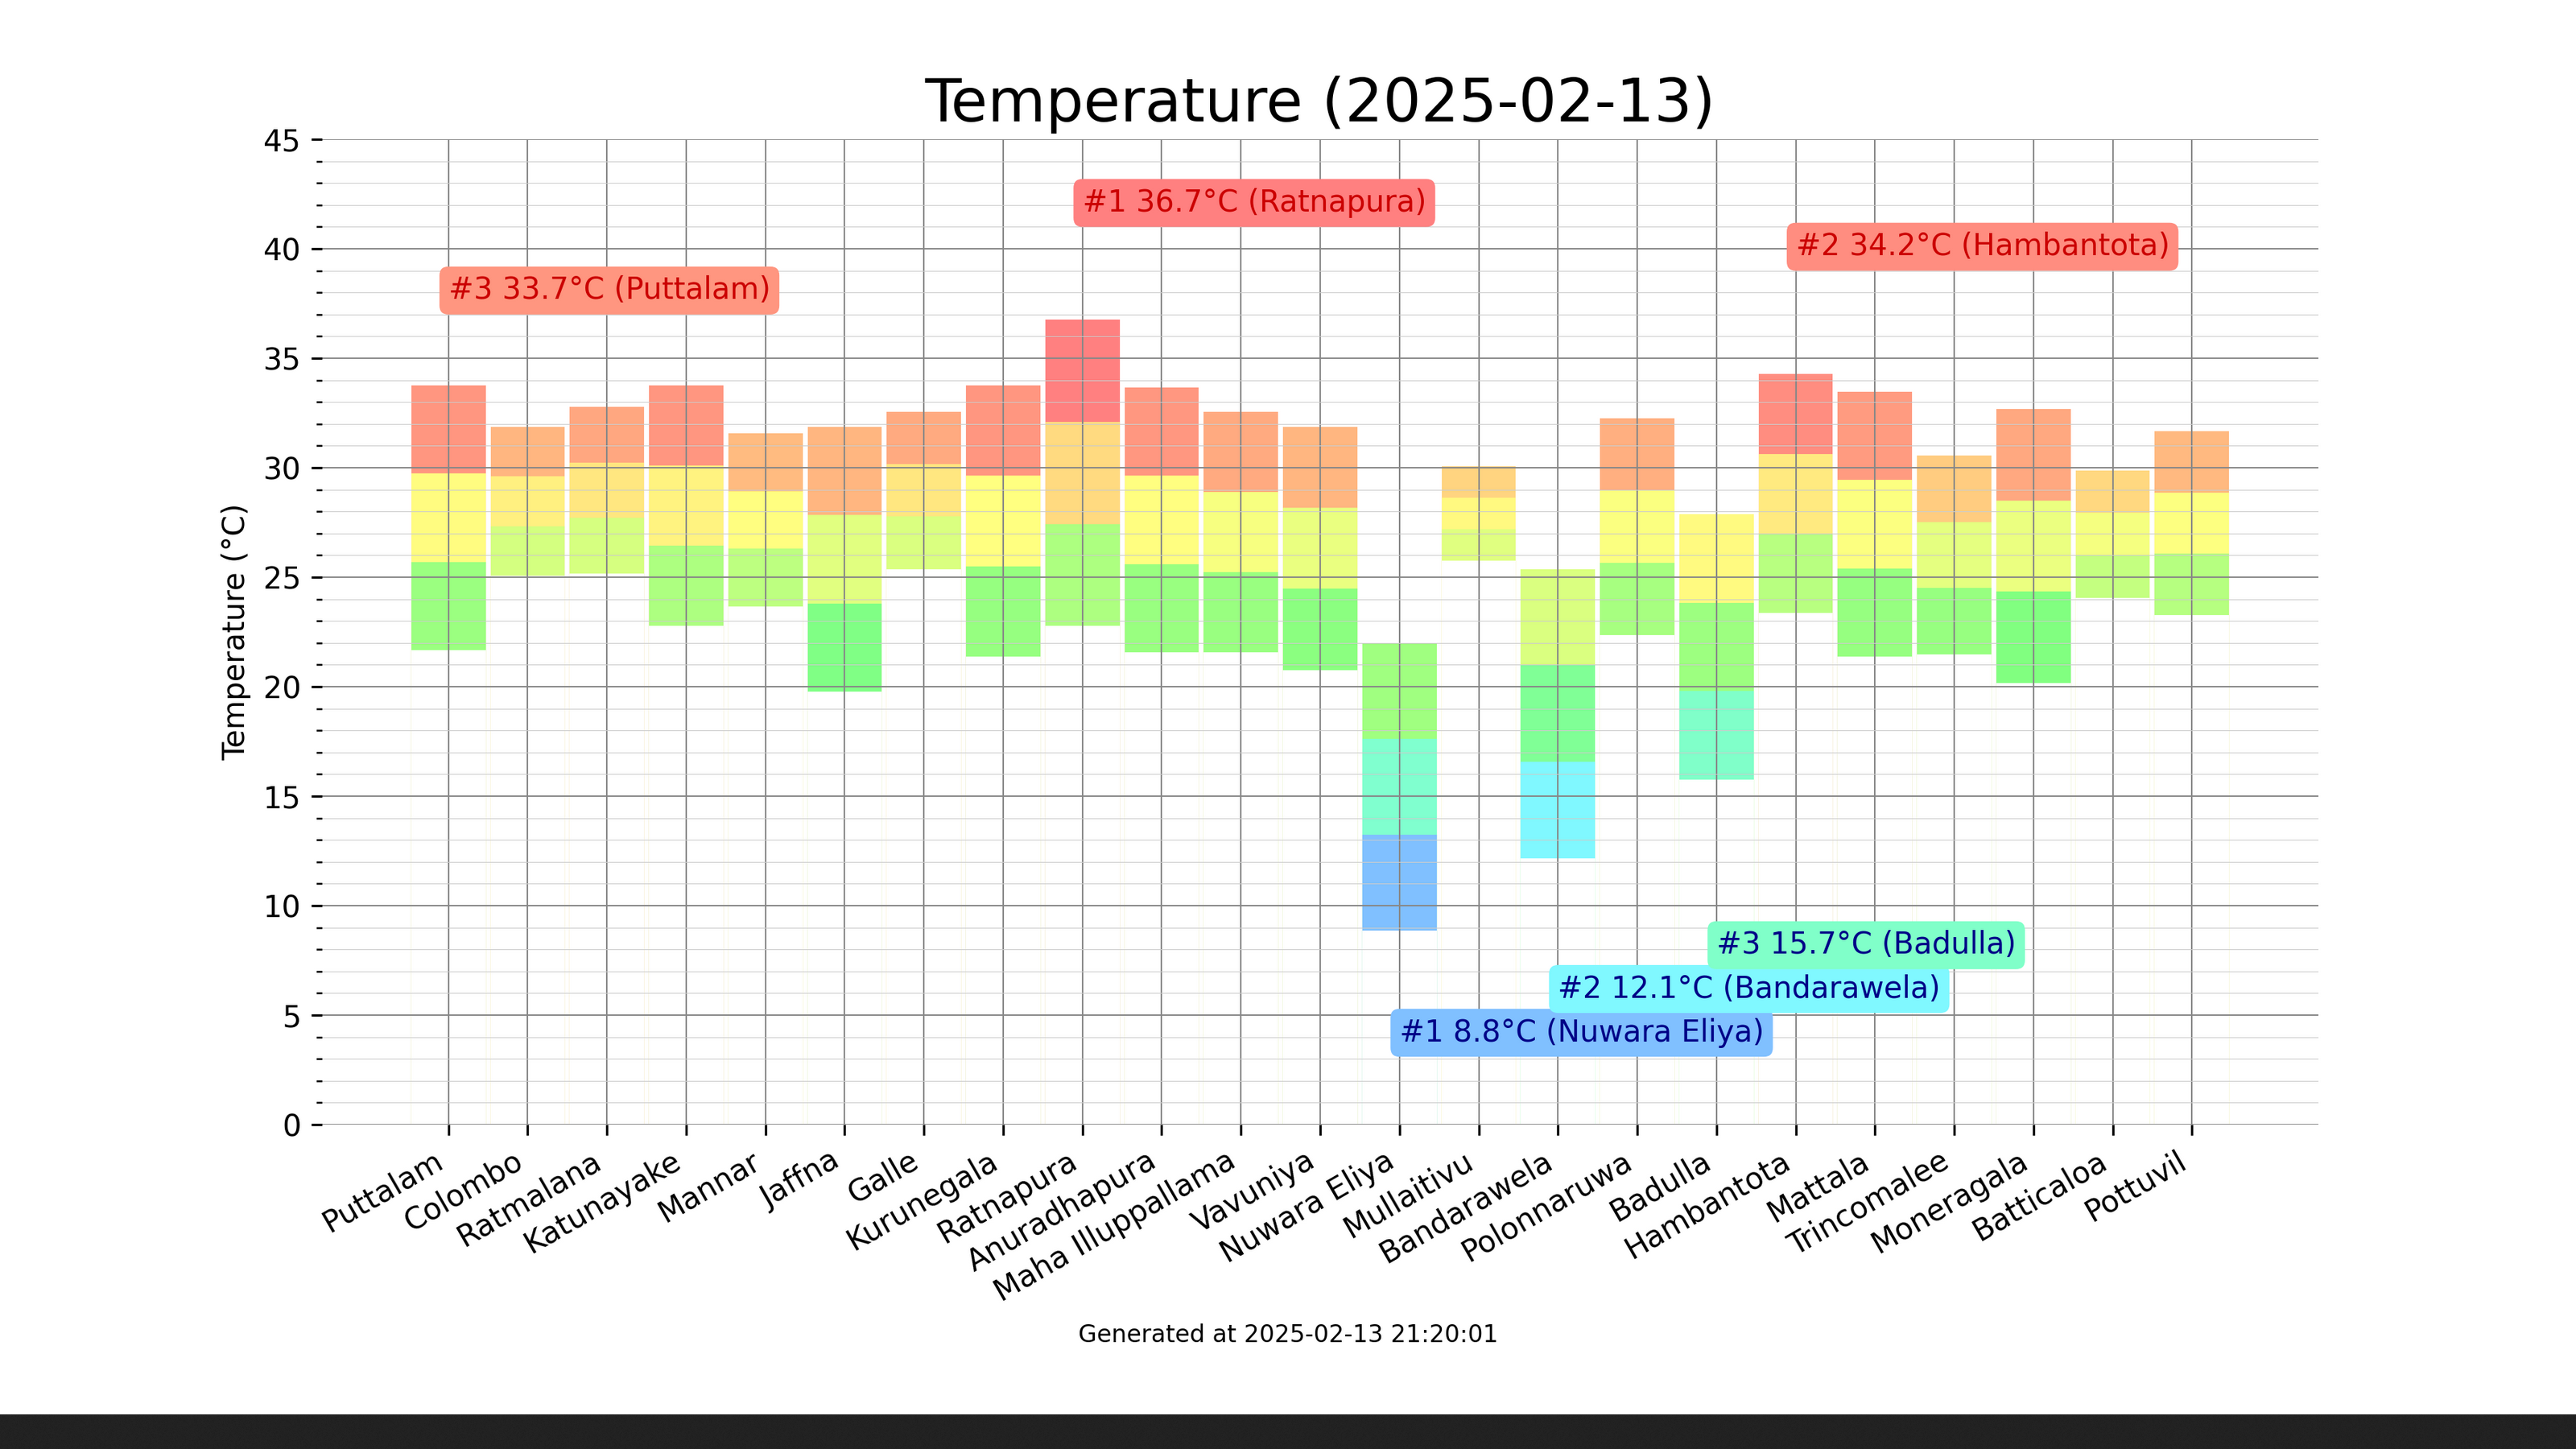 Temperature (2025-02-13)
45
40
35
30
25
20
15
10
5
0
Temperature (°C)
#1 36.7°C (Ratnapura)
#2 34.2°C (Hambantota)
#3 33.7°C (Puttalam)
#3 15.7°C (Badulla)
#2 12.1°C (Bandarawela)
#1 8.8°C (Nuwara Eliya)
Puttalam
Colombo
Ratmalana
Katunayake
Mannar
Jaffna
Galle
Kurunegala
Ratnapura
Anuradhapura
Maha Illuppallama
Vavuniya
Nuwara Eliya
Mullaitivu
Bandarawela
Polonnaruwa
Badulla
Hambantota
Mattala
Trincomalee
Moneragala
Batticaloa
Pottuvil
Generated at 2025-02-13 21:20:01